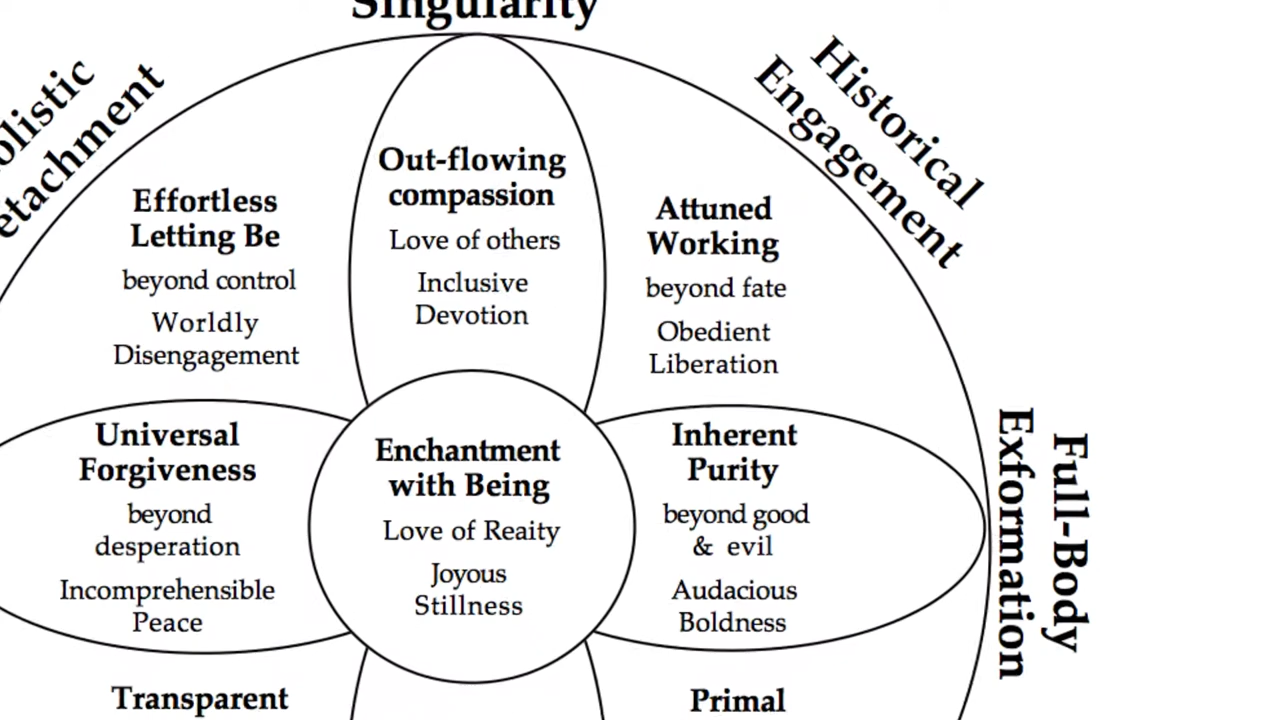 Singularity
Historical
Engagement
Out-flowing
compassion
Love of others
Inclusive
Devotion
Effortless
Letting Be
beyond control
Worldly
Disengagement
Attuned
Working
beyond fate
Obedient
Liberation
Universal
Forgiveness
beyond
desperation
Incomprehensible
Peace
Enchantment
with Being
Love of Reaity
Joyous
Stillness
Inherent
Purity
beyond good
& evil
Audacious
Boldness
Full-Body
Exformation
Transparent
Primal